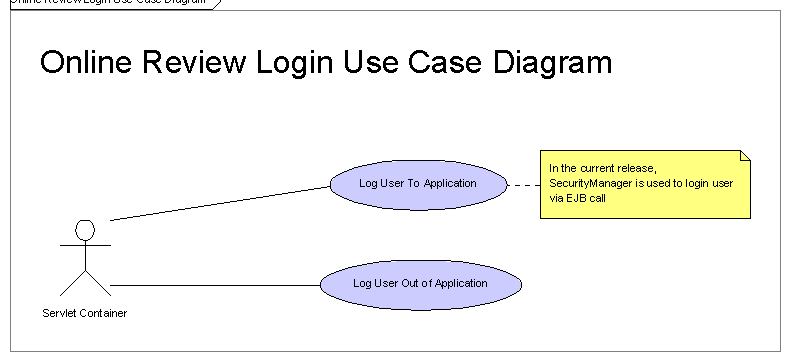 Online Review Login Use Case Diagram
Online Review Login Use Case Diagram
Log User To Application
In the current release,
SecurityManager is used to login user
via EJB call
Log User Out of Application
Servlet Container